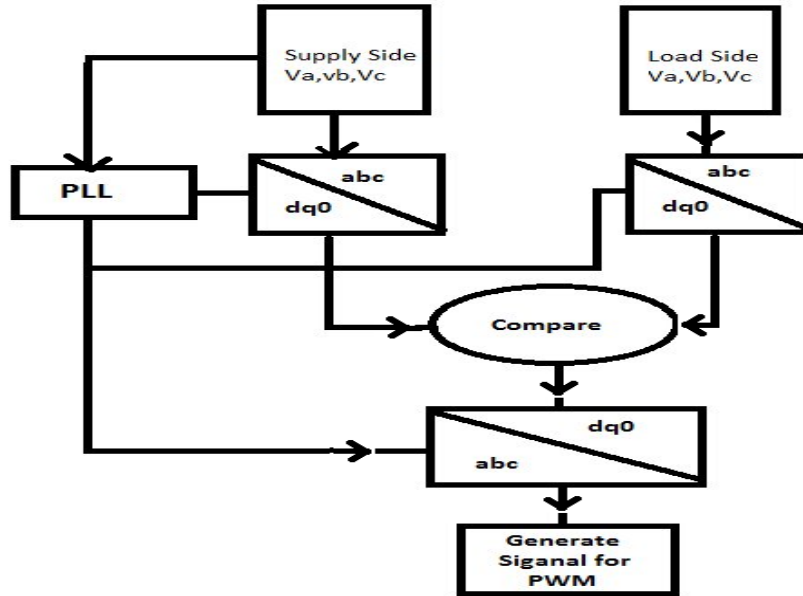 Supply Side
Va,vb,Vc
Load Side
Va,Vb,Vc
PLL
abc
dq0
abc
dq0
Compare
dq0
abc
Generate
Siganal for
PWM